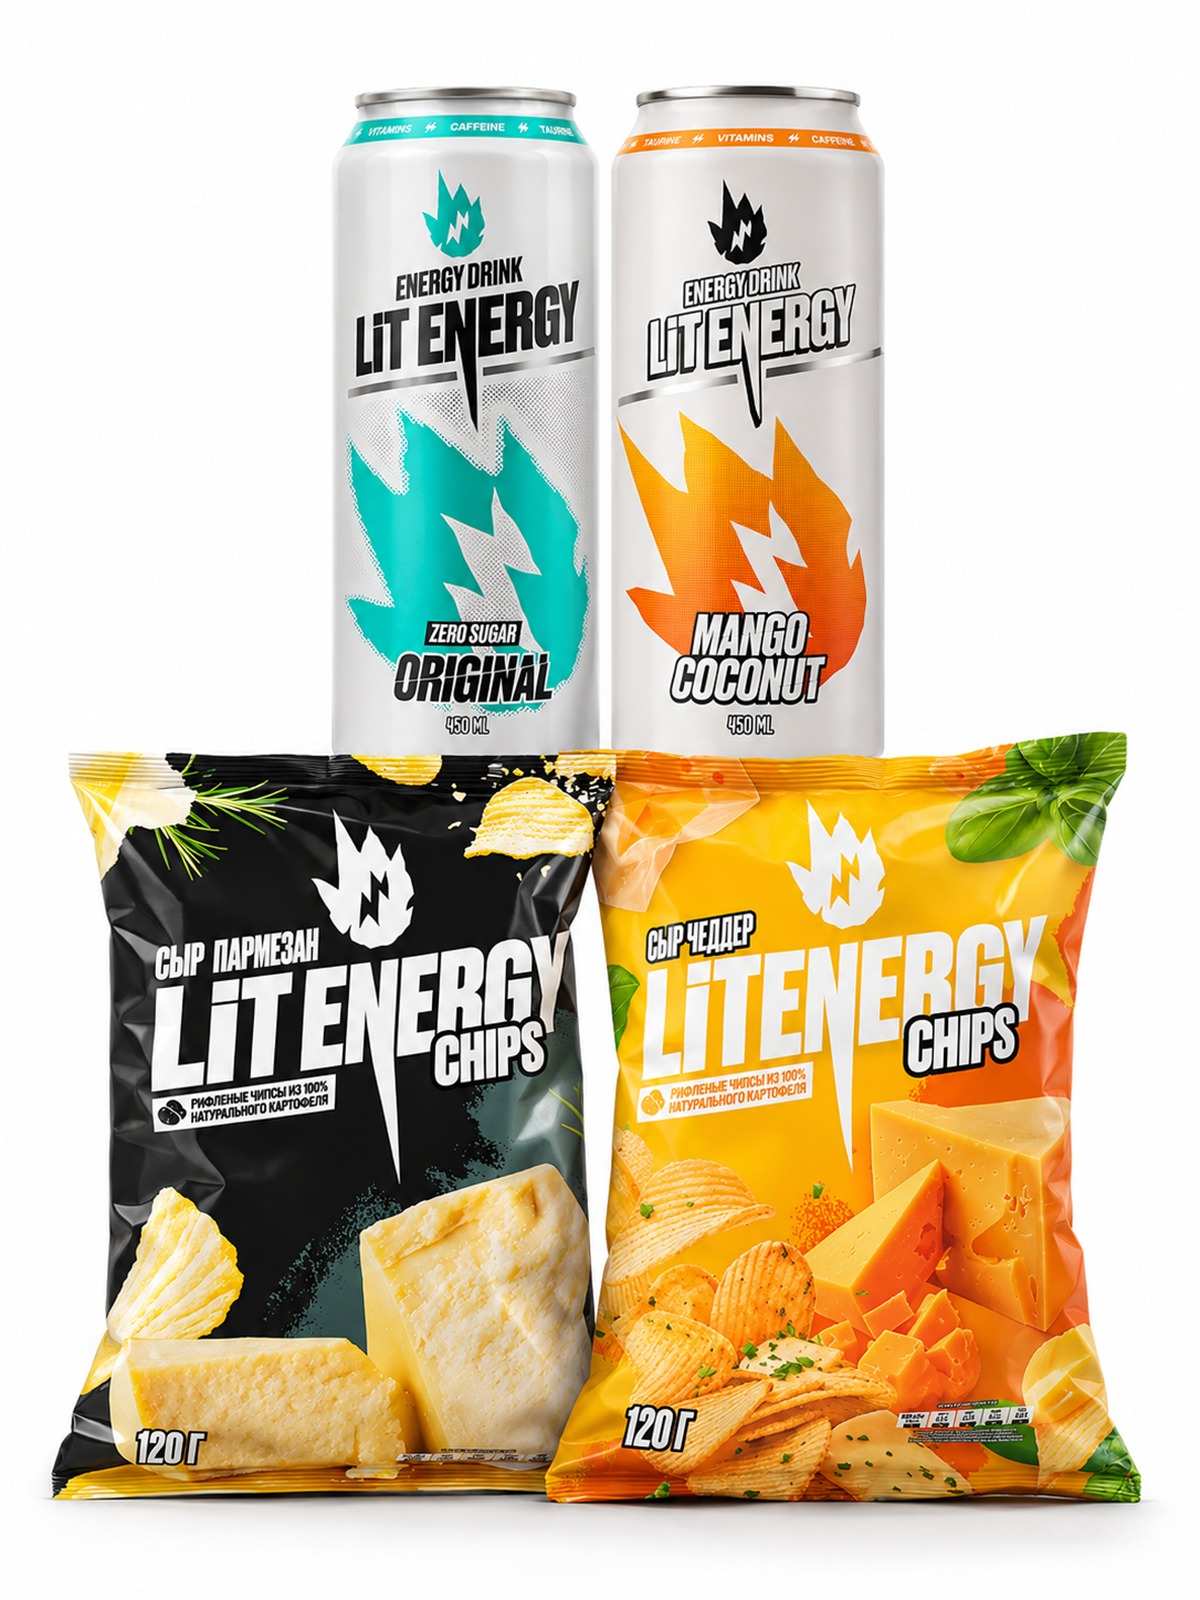 VITAMINS CAFFEINE TAURINE
ENERGY DRINK
LiT ENERGY
ZERO SUGAR
ORIGINAL
450 ML
TAURINE VITAMINS CAFFEINE
ENERGY DRINK
LiT ENERGY
MANGO
COCONUT
450 ML
СЫР ПАРМЕЗАН
LiT ENERGY
CHIPS
РИФЛЕНЫЕ ЧИПСЫ ИЗ 100%
НАТУРАЛЬНОГО КАРТОФЕЛЯ
120 Г
СЫР ЧЕДДЕР
LiT ENERGY
CHIPS
РИФЛЕНЫЕ ЧИПСЫ ИЗ 100%
НАТУРАЛЬНОГО КАРТОФЕЛЯ
120 Г